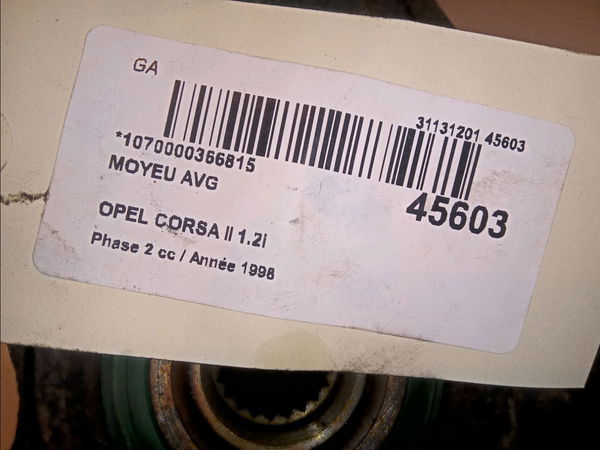 GA
31131201 45603
*1070000366815
MOYEU AVG
45603
OPEL CORSA II 1.2I
Phase 2 cc / Année 1998